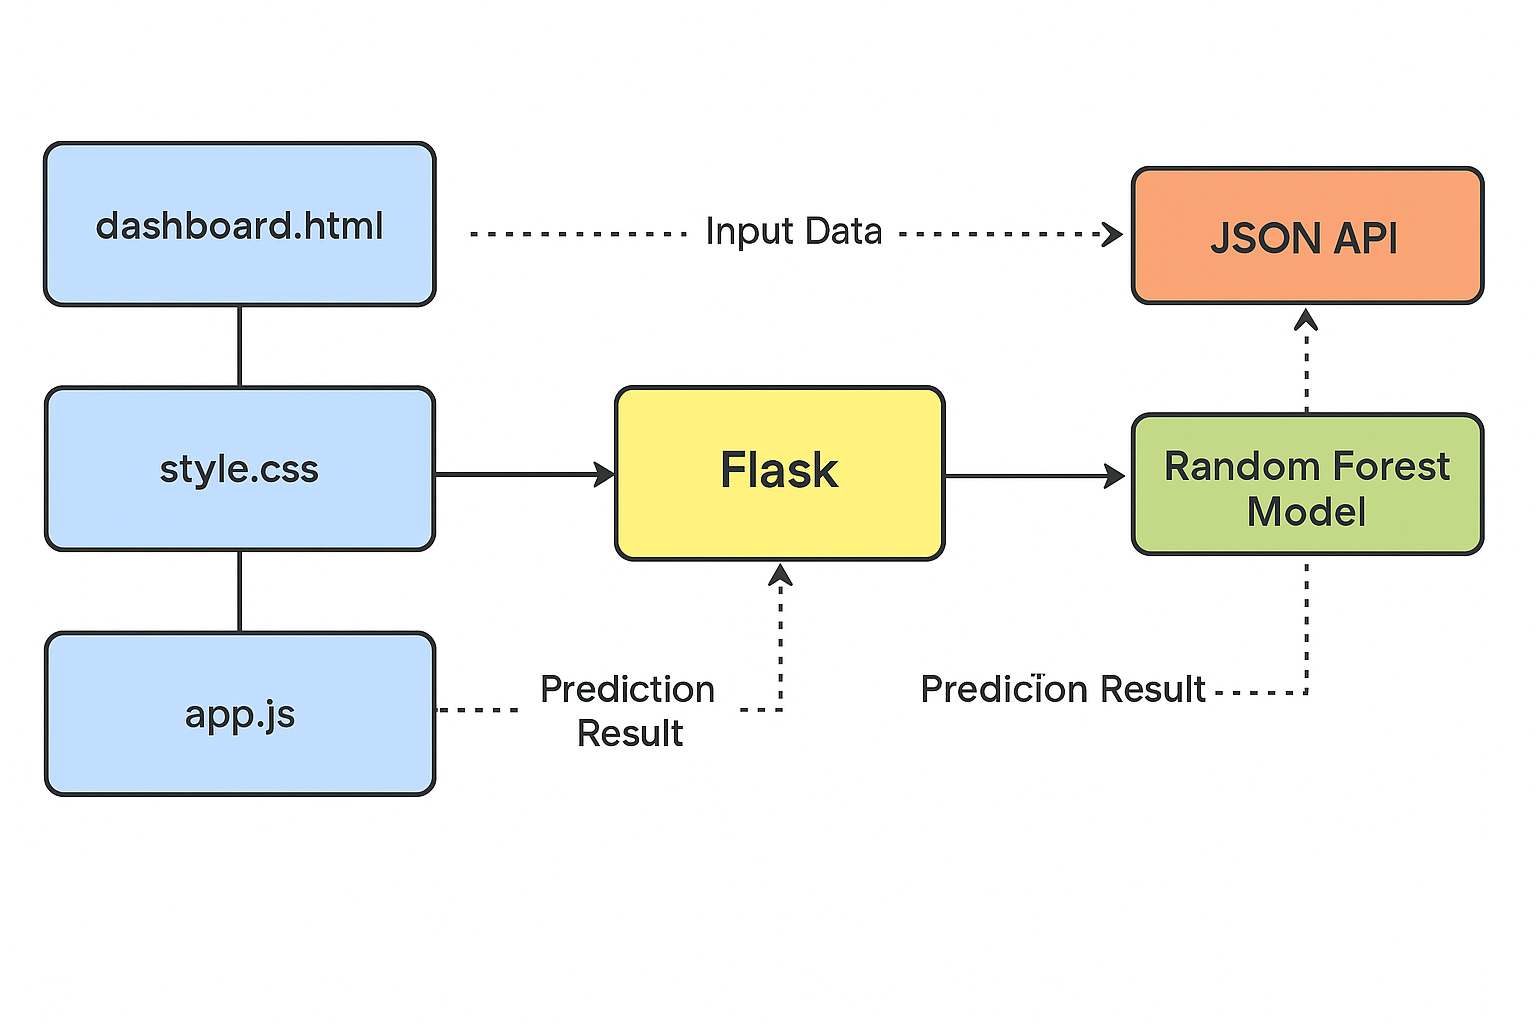 dashboard.html
Input Data
JSON API
style.css
Flask
Random Forest
Model
app.js
Prediction
Result
Predicion Result